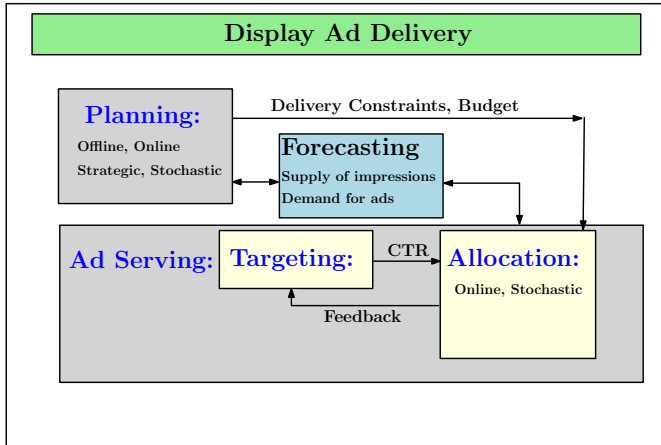 Display Ad Delivery
Planning:
Offline, Online
Strategic, Stochastic
Delivery Constraints, Budget
Forecasting
Supply of impressions
Demand for ads
Ad Serving:
Targeting:
CTR
Allocation:
Online, Stochastic
Feedback